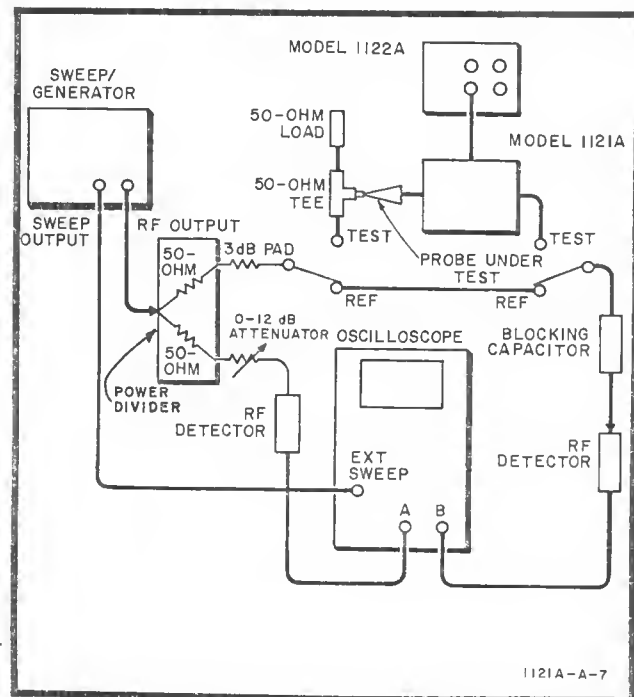 MODEL 1122A
SWEEP/
GENERATOR
50-OHM
LOAD
MODEL 1121A
50-OHM
TEE
SWEEP
OUTPUT
RF OUTPUT
TEST
PROBE UNDER
TEST
TEST
50-
OHM
3dB PAD
REF
REF
0-12 dB
ATTENUATOR
OSCILLOSCOPE
BLOCKING
CAPACITOR
50-
OHM
POWER
DIVIDER
RF
DETECTOR
EXT
SWEEP
RF
DETECTOR
A
B
1121A-A-7